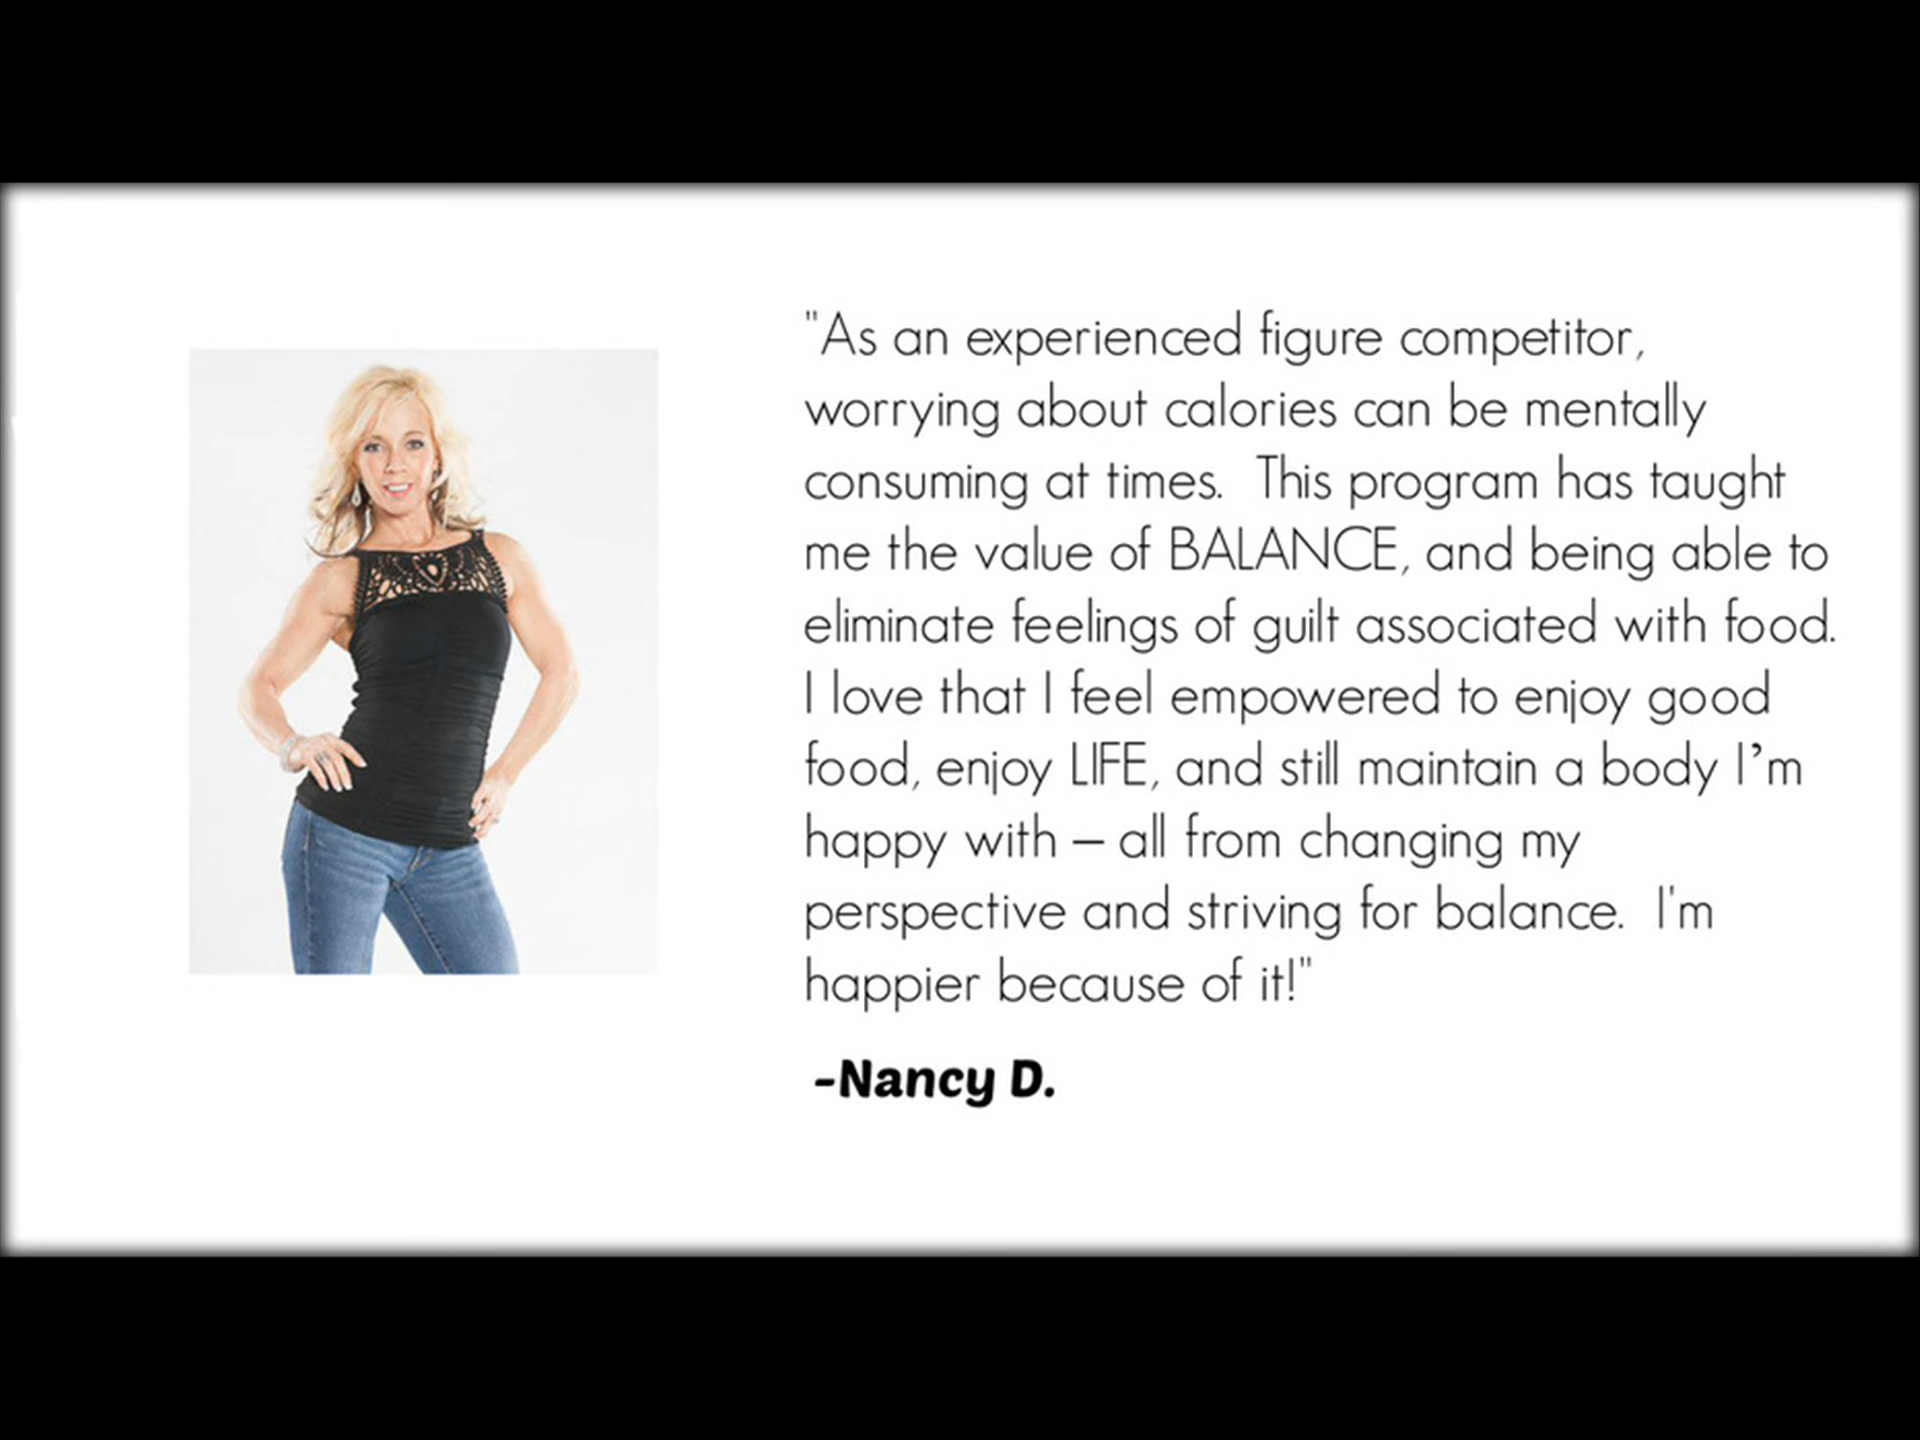 "As an experienced figure competitor,
worrying about calories can be mentally
consuming at times.  This program has taught
me the value of BALANCE, and being able to
eliminate feelings of guilt associated with food.
I love that I feel empowered to enjoy good
food, enjoy LIFE, and still maintain a body I’m
happy with – all from changing my
perspective and striving for balance.  I'm
happier because of it!"
-Nancy D.